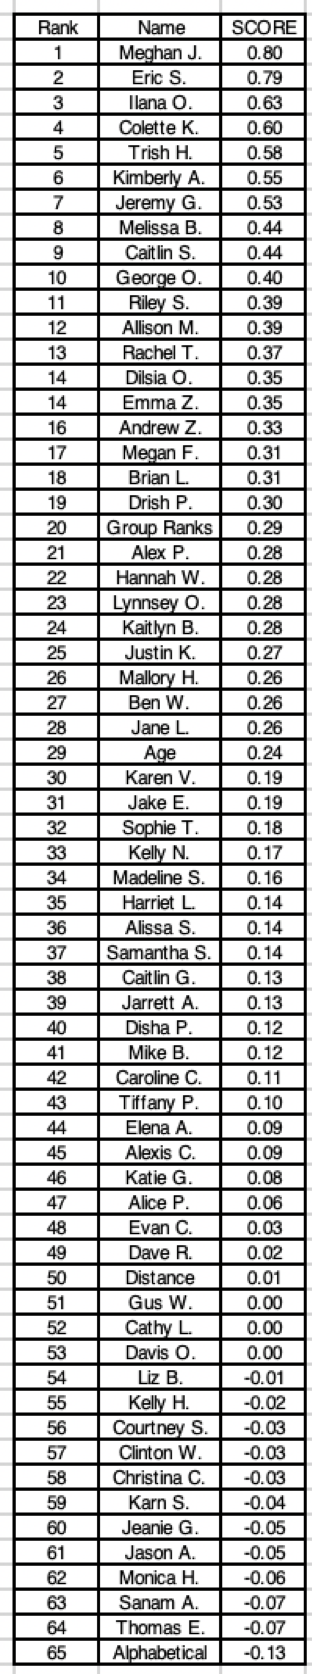 Rank Name SCORE
1 Meghan J. 0.80
2 Eric S. 0.79
3 Ilana O. 0.63
4 Colette K. 0.60
5 Trish H. 0.58
6 Kimberly A. 0.55
7 Jeremy G. 0.53
8 Melissa B. 0.44
9 Caitlin S. 0.44
10 George O. 0.40
11 Riley S. 0.39
12 Allison M. 0.39
13 Rachel T. 0.37
14 Dilsia O. 0.35
14 Emma Z. 0.35
16 Andrew Z. 0.33
17 Megan F. 0.31
18 Brian L. 0.31
19 Drish P. 0.30
20 Group Ranks 0.29
21 Alex P. 0.28
22 Hannah W. 0.28
23 Lynnsey O. 0.28
24 Kaitlyn B. 0.28
25 Justin K. 0.27
26 Mallory H. 0.26
27 Ben W. 0.26
28 Jane L. 0.26
29 Age 0.24
30 Karen V. 0.19
31 Jake E. 0.19
32 Sophie T. 0.18
33 Kelly N. 0.17
34 Madeline S. 0.16
35 Harriet L. 0.14
36 Alissa S. 0.14
37 Samantha S. 0.14
38 Caitlin G. 0.13
39 Jarrett A. 0.13
40 Disha P. 0.12
41 Mike B. 0.12
42 Caroline C. 0.11
43 Tiffany P. 0.10
44 Elena A. 0.09
45 Alexis C. 0.09
46 Katie G. 0.08
47 Alice P. 0.06
48 Evan C. 0.03
49 Dave R. 0.02
50 Distance 0.01
51 Gus W. 0.00
52 Cathy L. 0.00
53 Davis O. 0.00
54 Liz B. -0.01
55 Kelly H. -0.02
56 Courtney S. -0.03
57 Clinton W. -0.03
58 Christina C. -0.03
59 Karn S. -0.04
60 Jeanie G. -0.05
61 Jason A. -0.05
62 Monica H. -0.06
63 Sanam A. -0.07
64 Thomas E. -0.07
65 Alphabetical -0.13